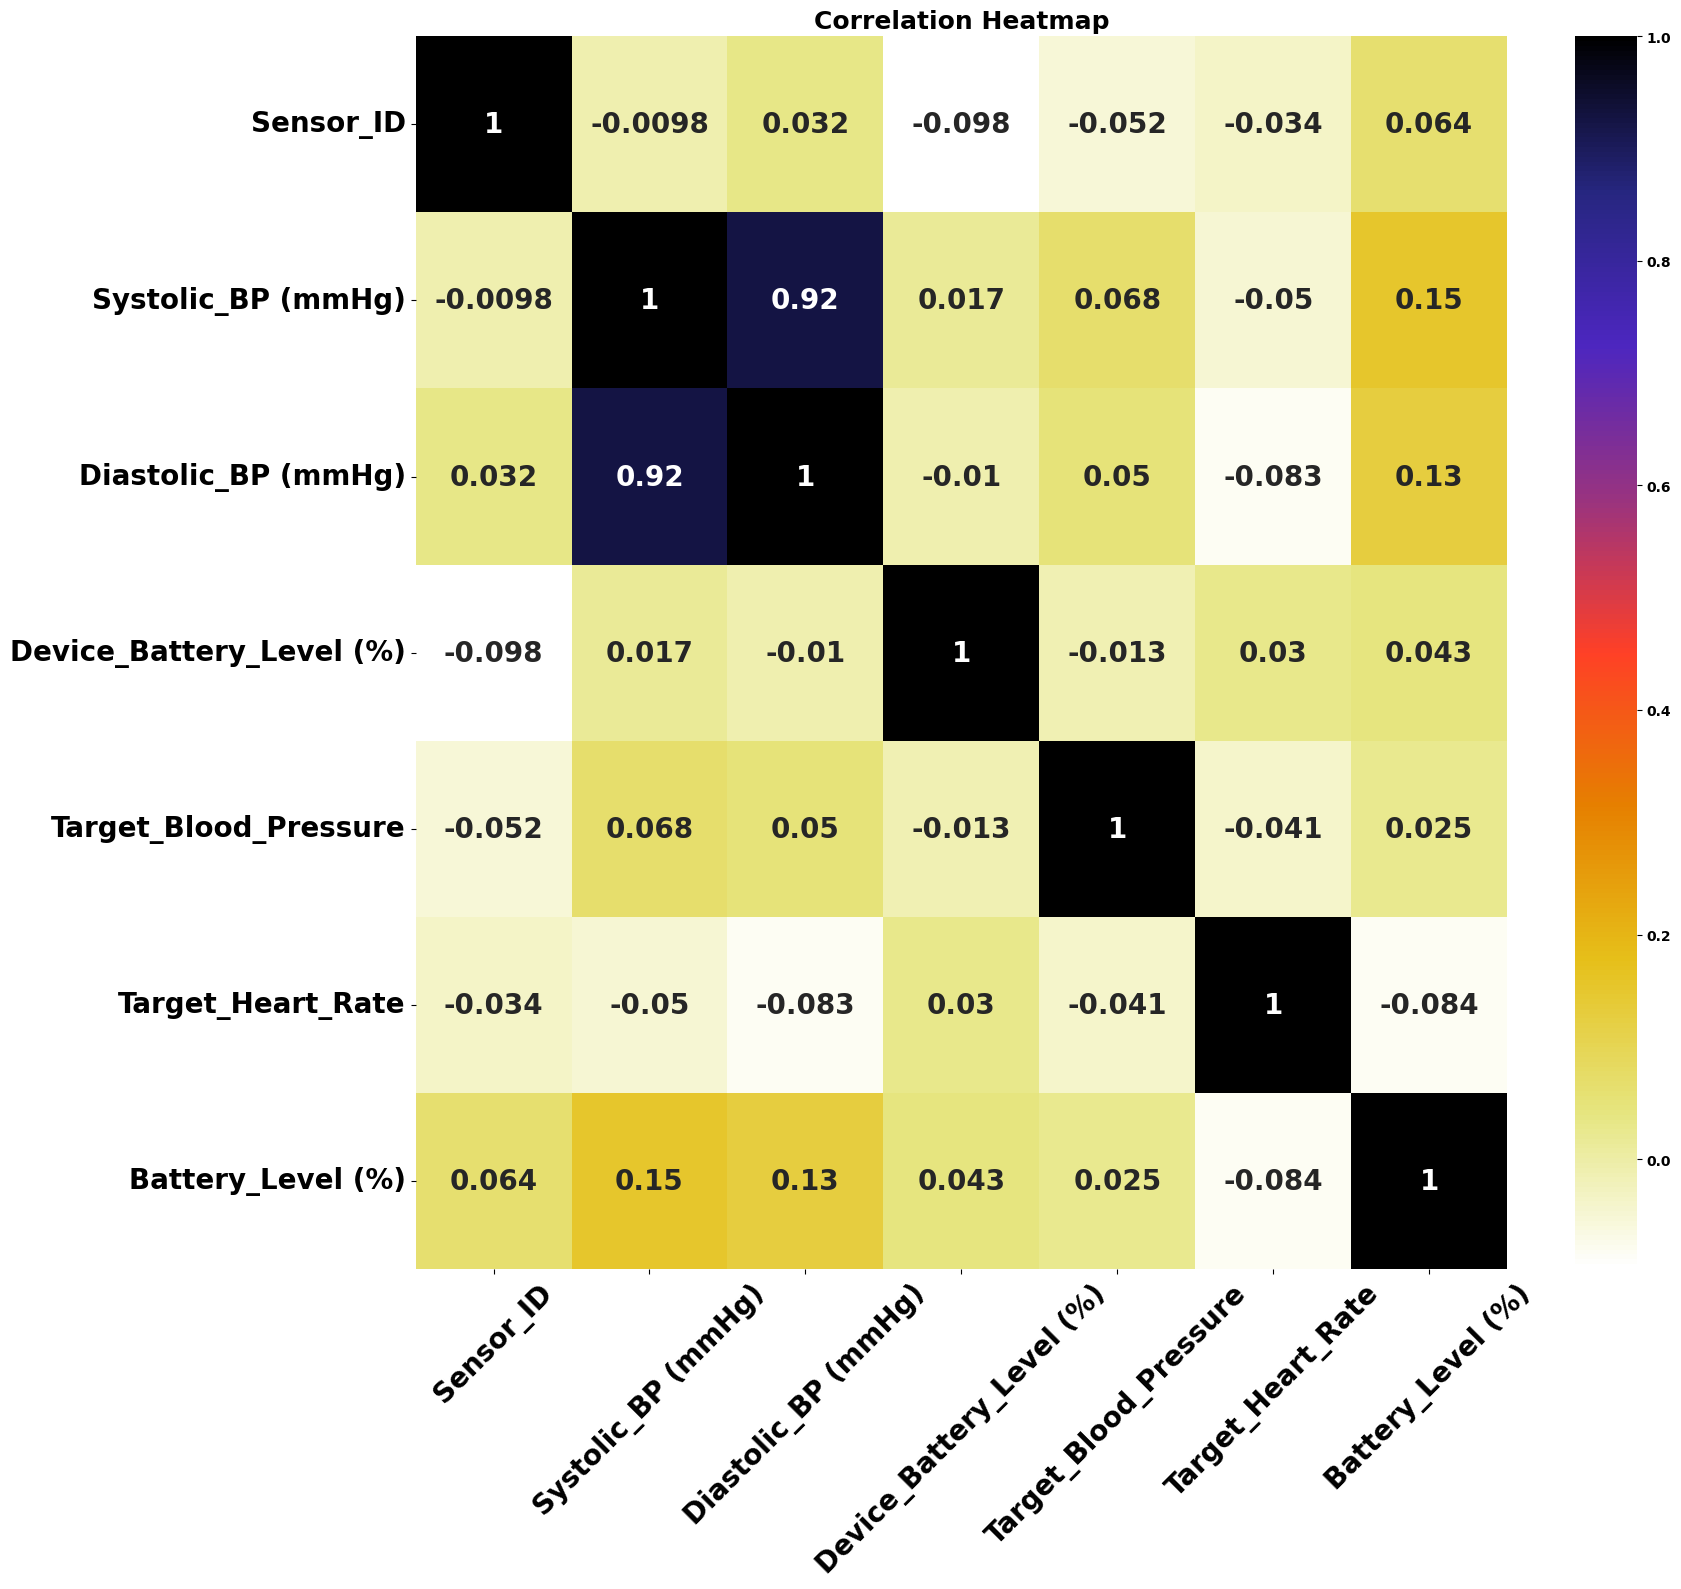 Correlation Heatmap
Sensor_ID 1 -0.0098 0.032 -0.098 -0.052 -0.034 0.064
Systolic_BP (mmHg) -0.0098 1 0.92 0.017 0.068 -0.05 0.15
Diastolic_BP (mmHg) 0.032 0.92 1 -0.01 0.05 -0.083 0.13
Device_Battery_Level (%) -0.098 0.017 -0.01 1 -0.013 0.03 0.043
Target_Blood_Pressure -0.052 0.068 0.05 -0.013 1 -0.041 0.025
Target_Heart_Rate -0.034 -0.05 -0.083 0.03 -0.041 1 -0.084
Battery_Level (%) 0.064 0.15 0.13 0.043 0.025 -0.084 1
Sensor_ID
Systolic_BP (mmHg)
Diastolic_BP (mmHg)
Device_Battery_Level (%)
Target_Blood_Pressure
Target_Heart_Rate
Battery_Level (%)
1.0
0.8
0.6
0.4
0.2
0.0